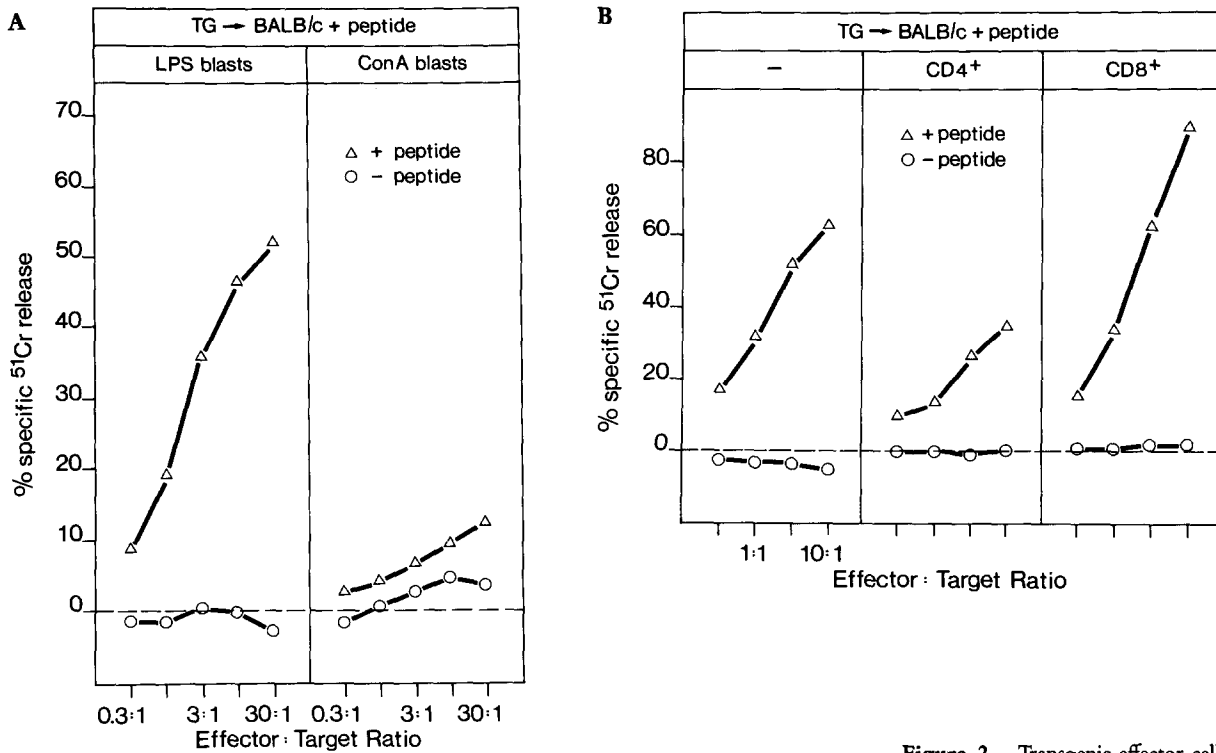 A
TG → BALB/c + peptide
LPS blasts
ConA blasts
70
60
50
40
30
20
10
0
% specific ⁵¹Cr release
△ + peptide
○ − peptide
0.3:1 3:1 30:1
0.3:1 3:1 30:1
Effector : Target Ratio
B
TG → BALB/c + peptide
−
CD4⁺
CD8⁺
80
60
40
20
0
% specific ⁵¹Cr release
△ + peptide
○ − peptide
1:1 10:1
Effector : Target Ratio
Figure 2. Transgenic effector cel